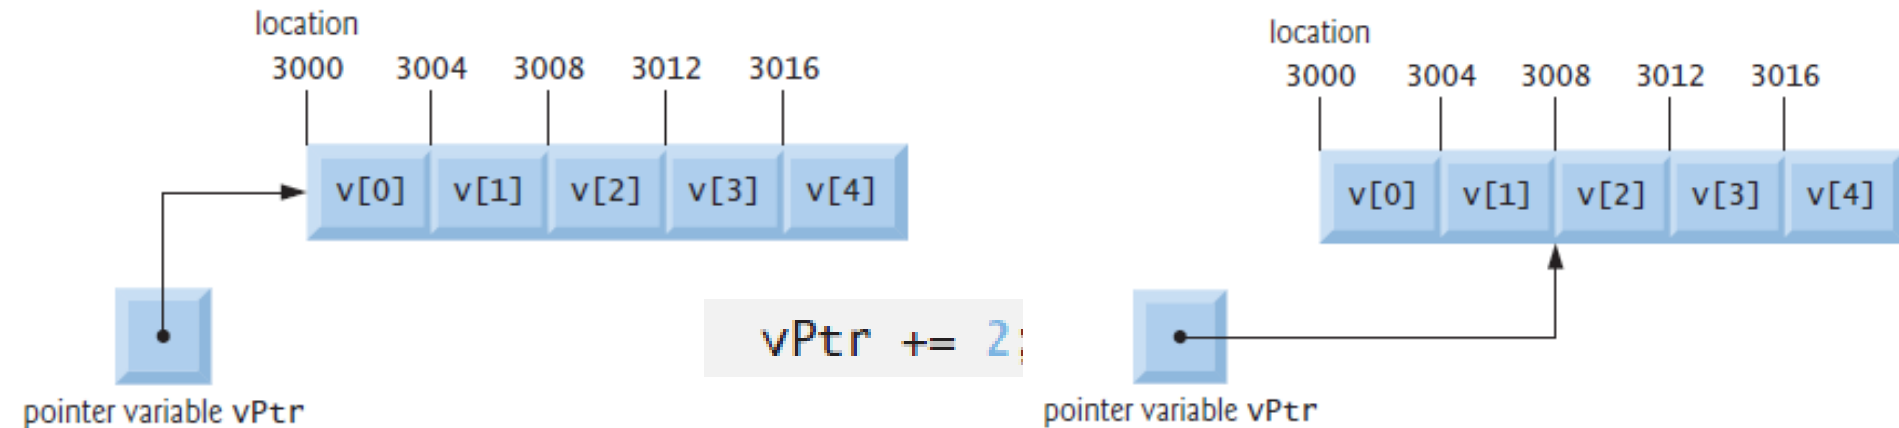 location
3000 3004 3008 3012 3016
v[0] v[1] v[2] v[3] v[4]
pointer variable vPtr
vPtr += 2;
location
3000 3004 3008 3012 3016
v[0] v[1] v[2] v[3] v[4]
pointer variable vPtr